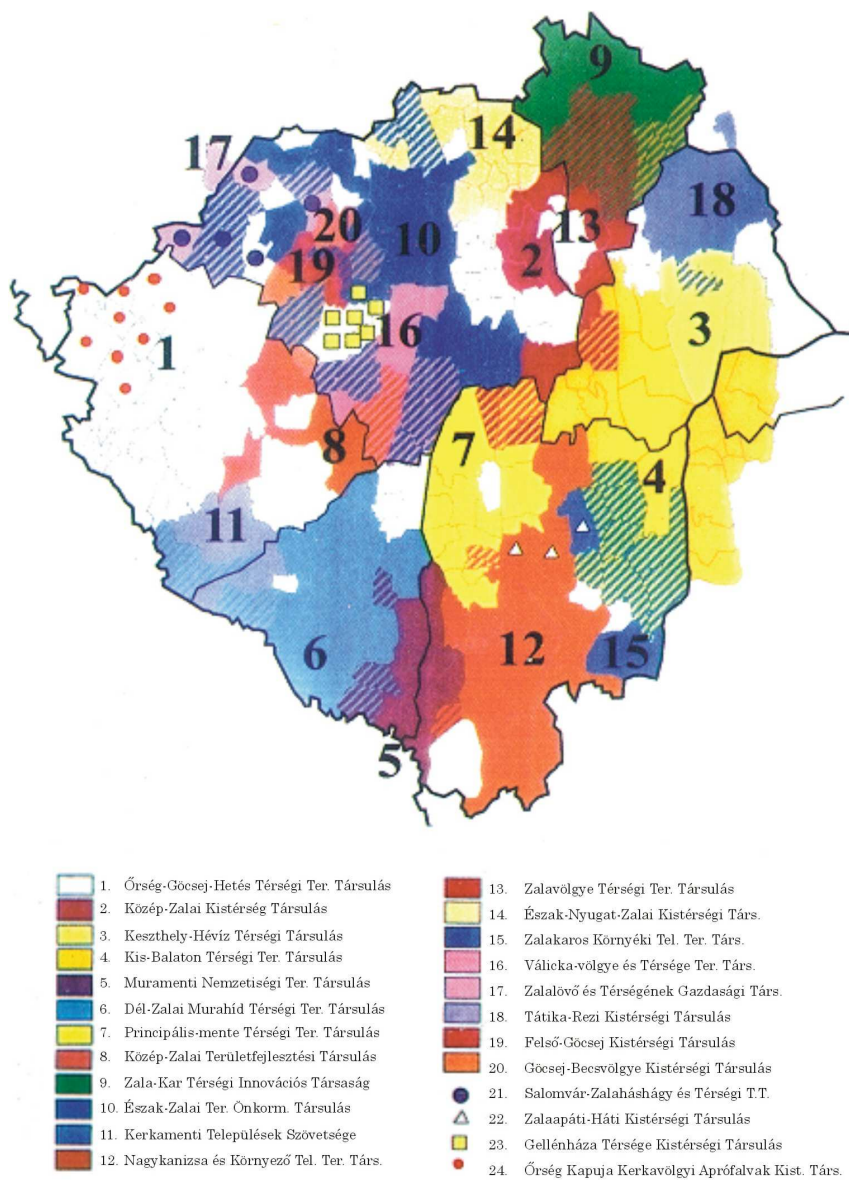 9
14
17
18
20
10
13
2
19
16
3
1
8
7
4
11
6
12
15
5
1. Őrség-Göcsej-Hetés Térségi Ter. Társulás
2. Közép-Zalai Kistérség Társulás
3. Keszthely-Hévíz Térségi Társulás
4. Kis-Balaton Térségi Ter. Társulás
5. Muramenti Nemzetiségi Ter. Társulás
6. Dél-Zalai Murahíd Térségi Ter. Társulás
7. Principális-mente Térségi Ter. Társulás
8. Közép-Zalai Területfejlesztési Társulás
9. Zala-Kar Térségi Innovációs Társaság
10. Észak-Zalai Ter. Önkorm. Társulás
11. Kerkamenti Települések Szövetsége
12. Nagykanizsa és Környező Tel. Ter. Társ.
13. Zalavölgye Térségi Ter. Társulás
14. Észak-Nyugat-Zalai Kistérségi Társ.
15. Zalakaros Környéki Tel. Ter. Társ.
16. Válicka-völgye és Térsége Ter. Társ.
17. Zalalövő és Térségének Gazdasági Társ.
18. Tátika-Rezi Kistérségi Társulás
19. Felső-Göcsej Kistérségi Társulás
20. Göcsej-Becsvölgye Kistérségi Társulás
21. Salomvár-Zalaháshágy és Térségi T.T.
22. Zalaapáti-Háti Kistérségi Társulás
23. Gellénháza Térsége Kistérségi Társulás
24. Őrség Kapuja Kerkavölgyi Aprófalvak Kist. Társ.